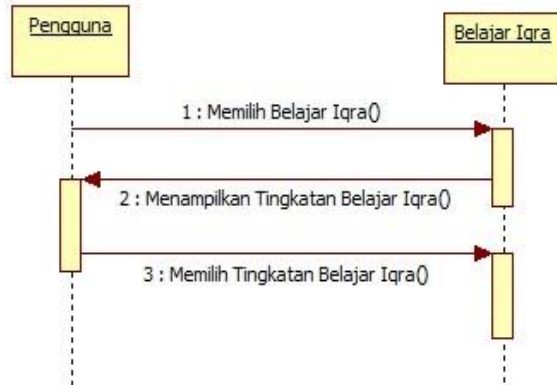 Pengguna
Belajar Iqra
1 : Memilih Belajar Iqra()
2 : Menampilkan Tingkatan Belajar Iqra()
3 : Memilih Tingkatan Belajar Iqra()